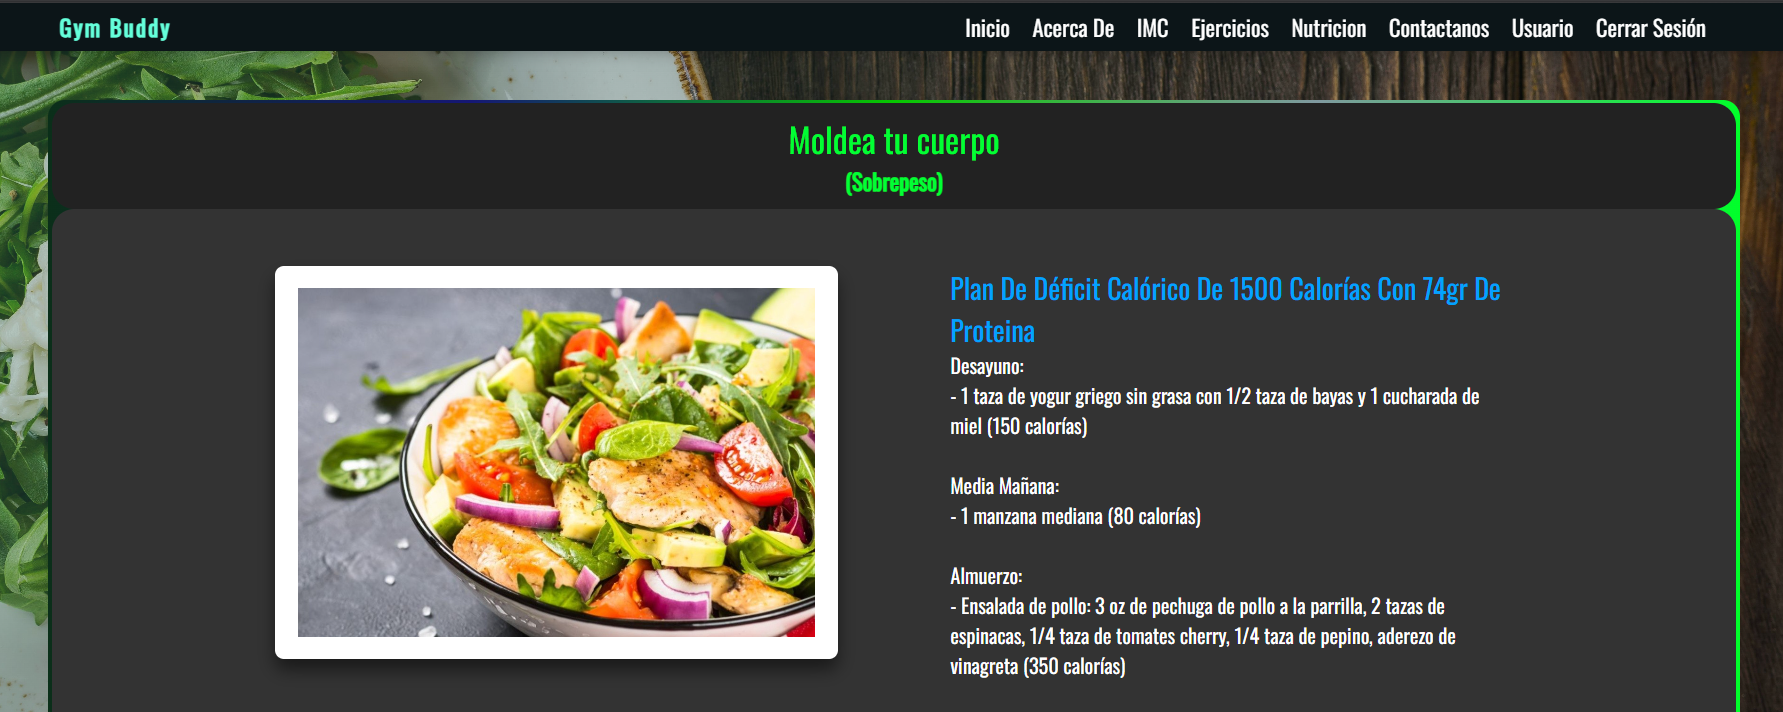 Gym Buddy
Inicio Acerca De IMC Ejercicios Nutricion Contactanos Usuario Cerrar Sesión
Moldea tu cuerpo
(Sobrepeso)
Plan De Déficit Calórico De 1500 Calorías Con 74gr De
Proteina
Desayuno:
- 1 taza de yogur griego sin grasa con 1/2 taza de bayas y 1 cucharada de
miel (150 calorías)
Media Mañana:
- 1 manzana mediana (80 calorías)
Almuerzo:
- Ensalada de pollo: 3 oz de pechuga de pollo a la parrilla, 2 tazas de
espinacas, 1/4 taza de tomates cherry, 1/4 taza de pepino, aderezo de
vinagreta (350 calorías)